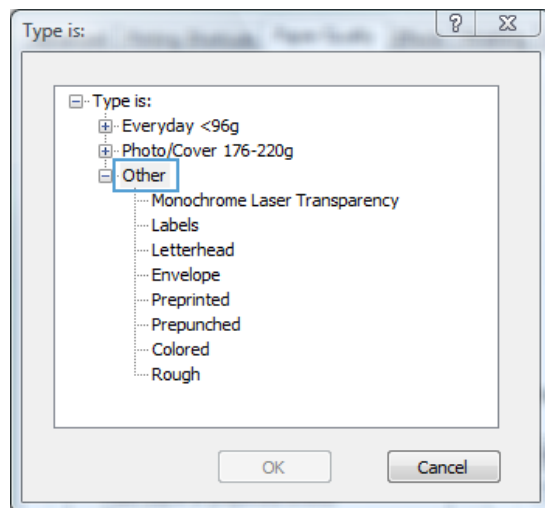 Type is:
Type is:
Everyday <96g
Photo/Cover 176-220g
Other
Monochrome Laser Transparency
Labels
Letterhead
Envelope
Preprinted
Prepunched
Colored
Rough
OK
Cancel